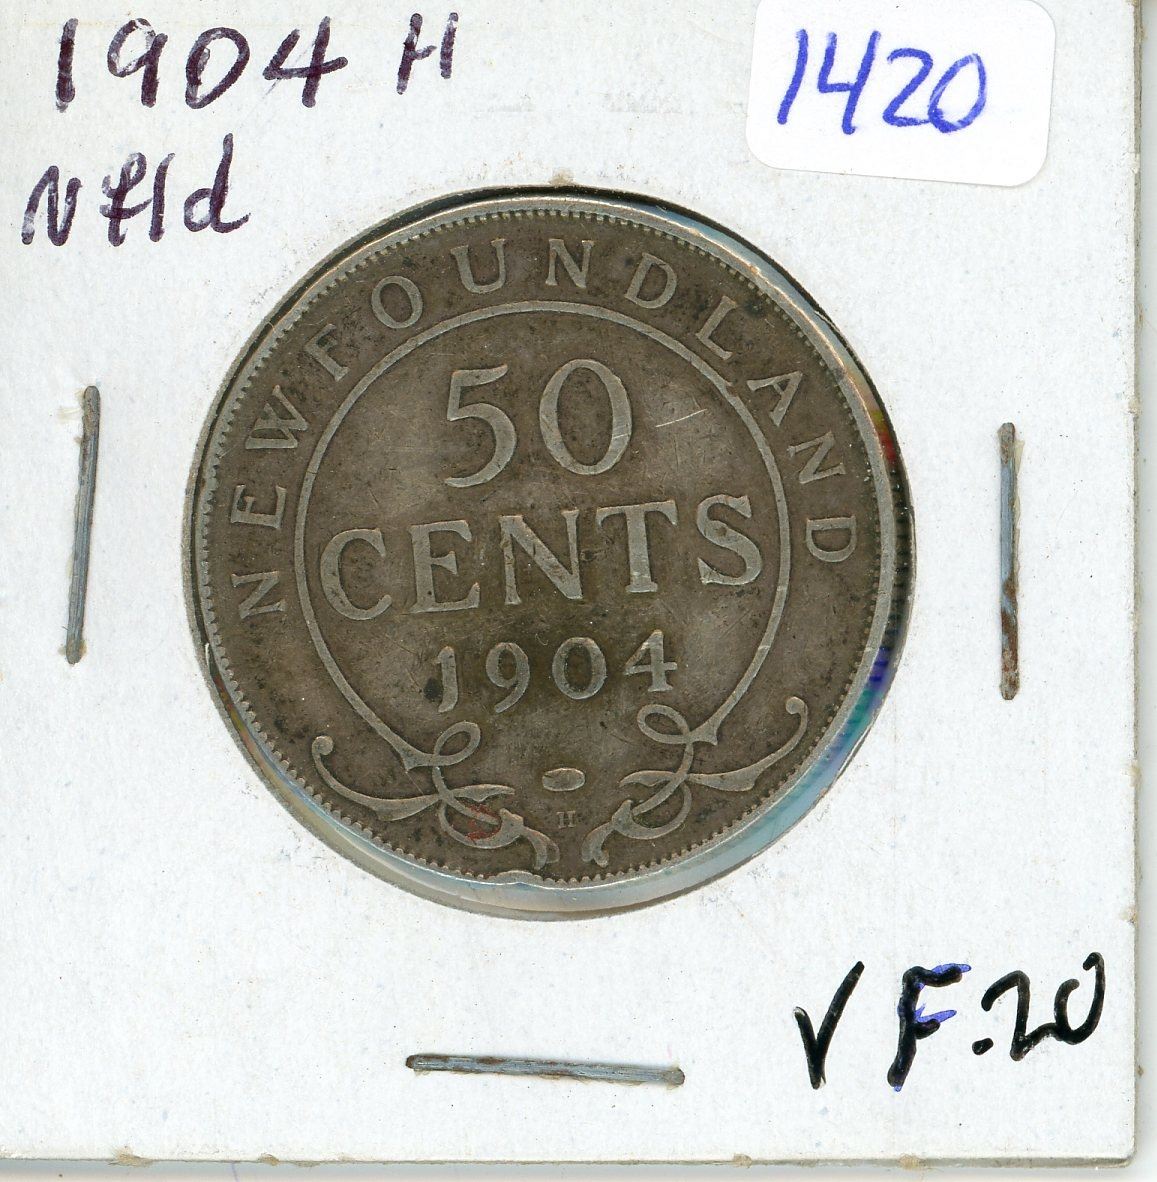 1904 H
Nfld
1420
NEWFOUNDLAND
50
CENTS
1904
H
VF.20